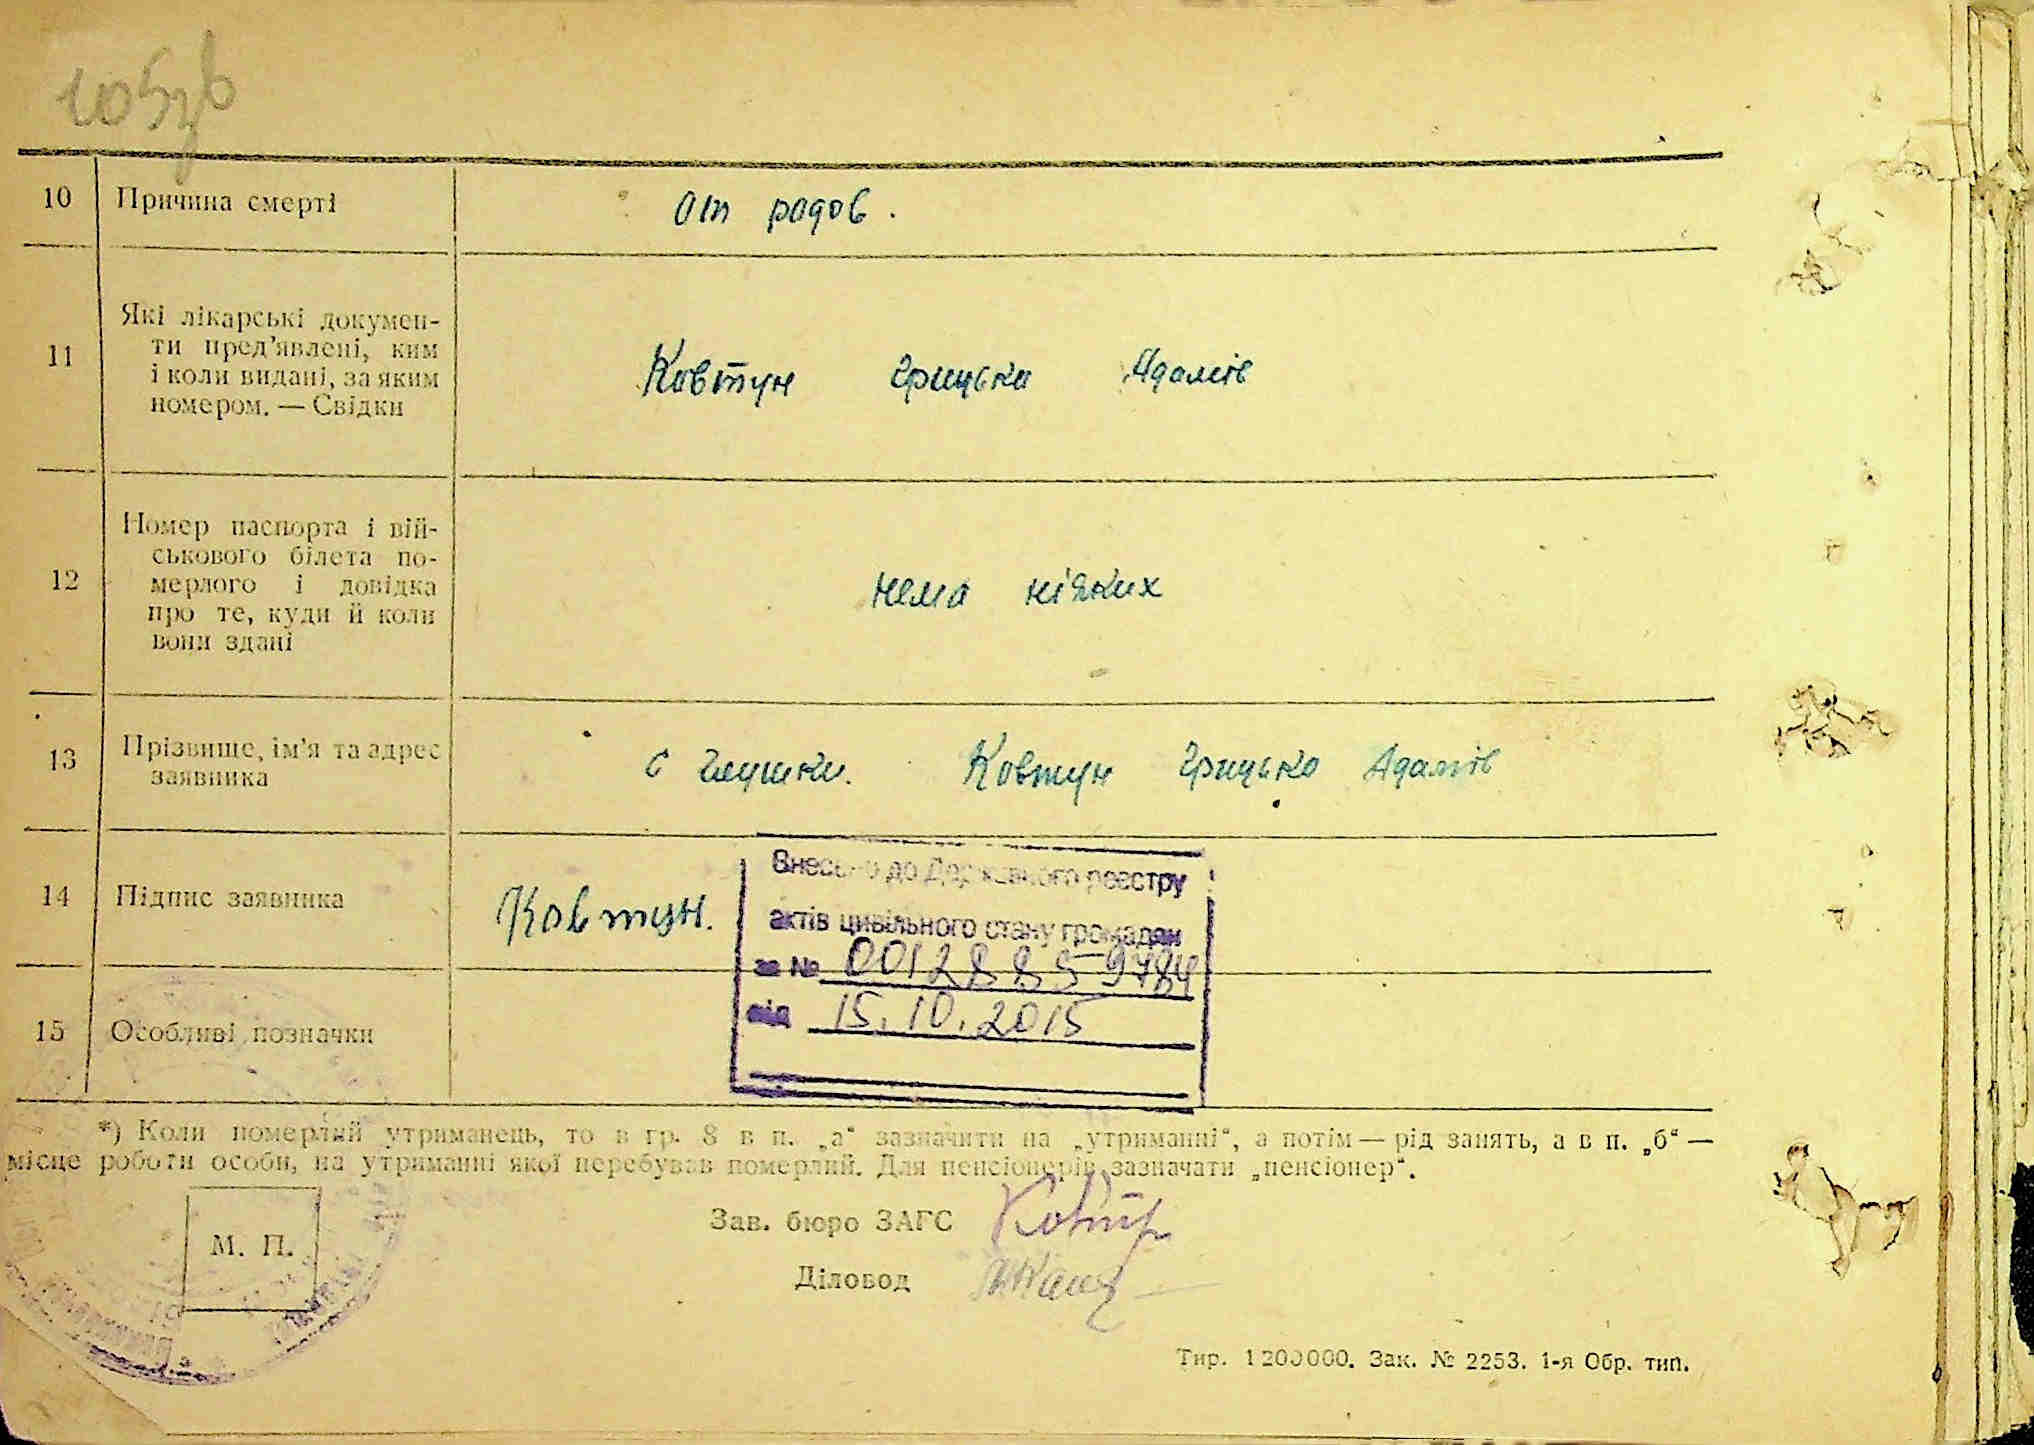 10
Причина смерті
от родов.
11
Які лікарські докумен-
ти пред'явлені, ким
і коли видані, за яким
номером. — Свідки
Ковтун Грицько Адамів
12
Номер паспорта і вій-
ськового білета по-
мерлого і довідка
про те, куди й коли
вони здані
нема ніяких
13
Прізвище, ім'я та адрес
заявника
с Глушки. Ковтун Грицько Адамів
14
Підпис заявника
Ковтун.
Внесено до Державного реєстру
актів цивільного стану громадян
за № 00128859784
від 15.10.2015
15
Особливі позначки
*) Коли померлий утриманець, то в гр. 8 в п. „а“ зазначити на „утриманні“, а потім — рід занять, а в п. „б“ —
місце роботи особи, на утриманні якої перебував померлий. Для пенсіонерів зазначати „пенсіонер“.
М. П.
Зав. бюро ЗАГС
Діловод
Тир. 1200000. Зак. № 2253. 1-я Обр. тип.